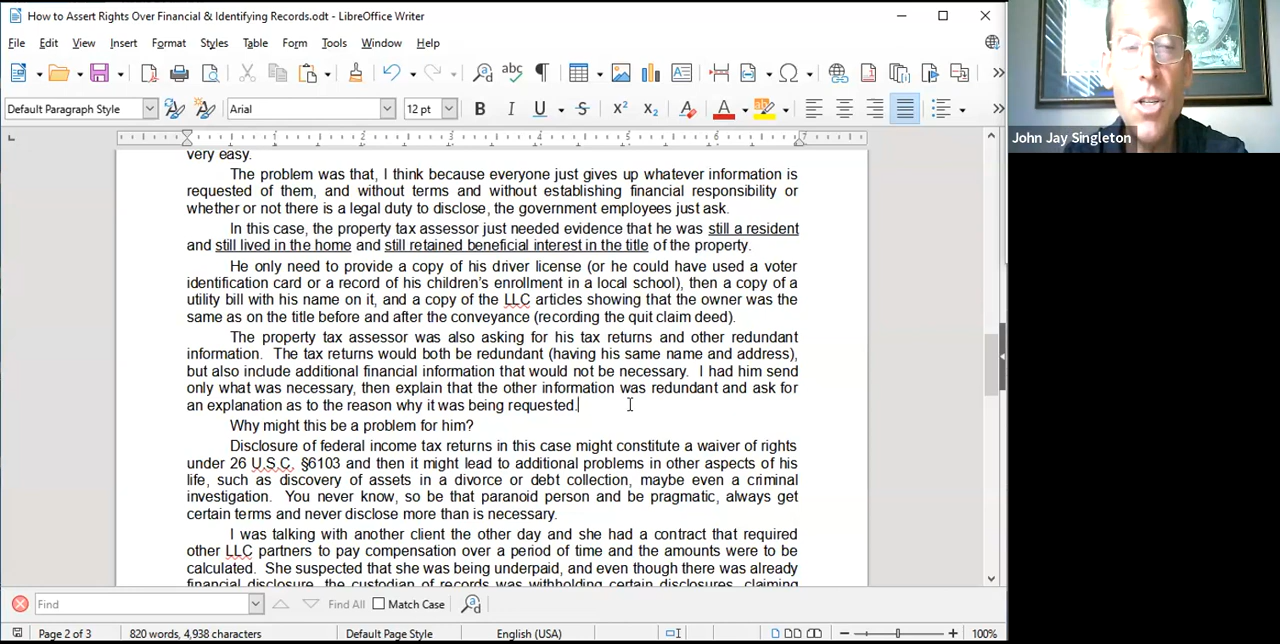 How to Assert Rights Over Financial & Identifying Records.odt - LibreOffice Writer
File Edit View Insert Format Styles Table Form Tools Window Help
Default Paragraph Style Arial 12 pt
John Jay Singleton
very easy.
The problem was that, I think because everyone just gives up whatever information is
requested of them, and without terms and without establishing financial responsibility or
whether or not there is a legal duty to disclose, the government employees just ask.
In this case, the property tax assessor just needed evidence that he was still a resident
and still lived in the home and still retained beneficial interest in the title of the property.
He only need to provide a copy of his driver license (or he could have used a voter
identification card or a record of his children's enrollment in a local school), then a copy of a
utility bill with his name on it, and a copy of the LLC articles showing that the owner was the
same as on the title before and after the conveyance (recording the quit claim deed).
The property tax assessor was also asking for his tax returns and other redundant
information. The tax returns would both be redundant (having his same name and address),
but also include additional financial information that would not be necessary. I had him send
only what was necessary, then explain that the other information was redundant and ask for
an explanation as to the reason why it was being requested.
Why might this be a problem for him?
Disclosure of federal income tax returns in this case might constitute a waiver of rights
under 26 U.S.C. §6103 and then it might lead to additional problems in other aspects of his
life, such as discovery of assets in a divorce or debt collection, maybe even a criminal
investigation. You never know, so be that paranoid person and be pragmatic, always get
certain terms and never disclose more than is necessary.
I was talking with another client the other day and she had a contract that required
other LLC partners to pay compensation over a period of time and the amounts were to be
calculated. She suspected that she was being underpaid, and even though there was already
financial disclosure, the custodian of records was withholding certain disclosures, claiming
Find Find All Match Case
Page 2 of 3 820 words, 4,938 characters Default Page Style English (USA) 100%